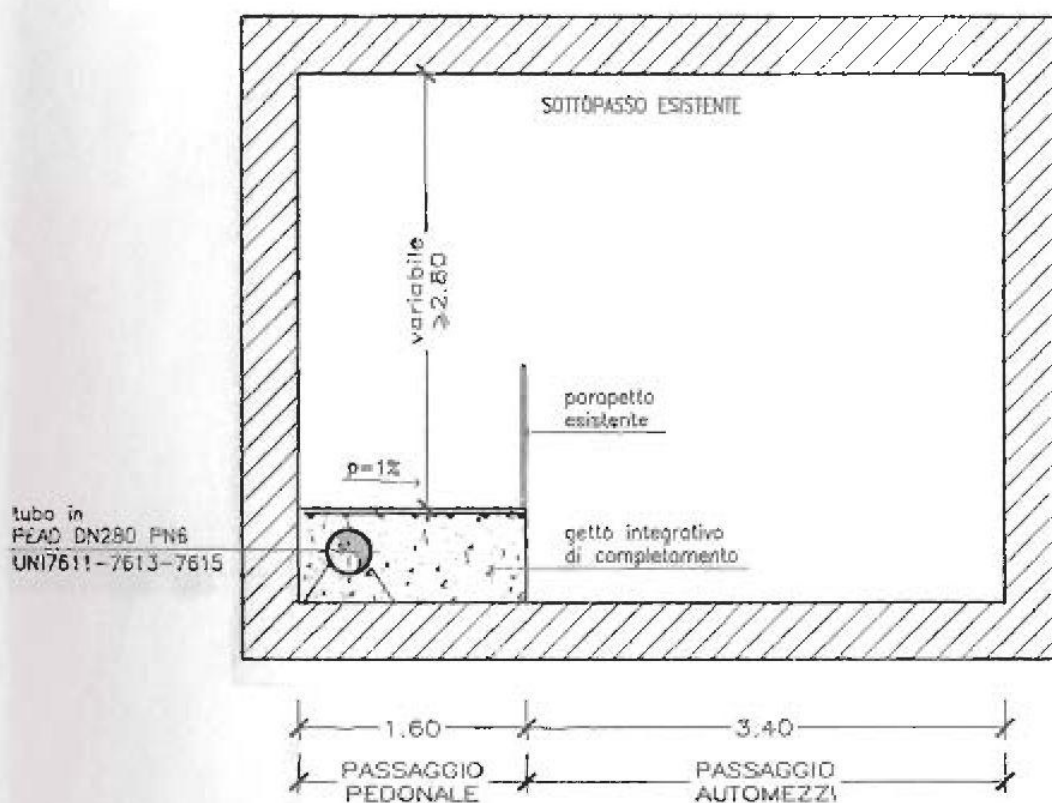 SOTTOPASSO ESISTENTE
variabile
≥2.80
parapetto
esistente
p=1%
tubo in
PEAD DN280 PN6
UNI7611-7613-7615
getto integrativo
di completamento
1.60
3.40
PASSAGGIO
PEDONALE
PASSAGGIO
AUTOMEZZI